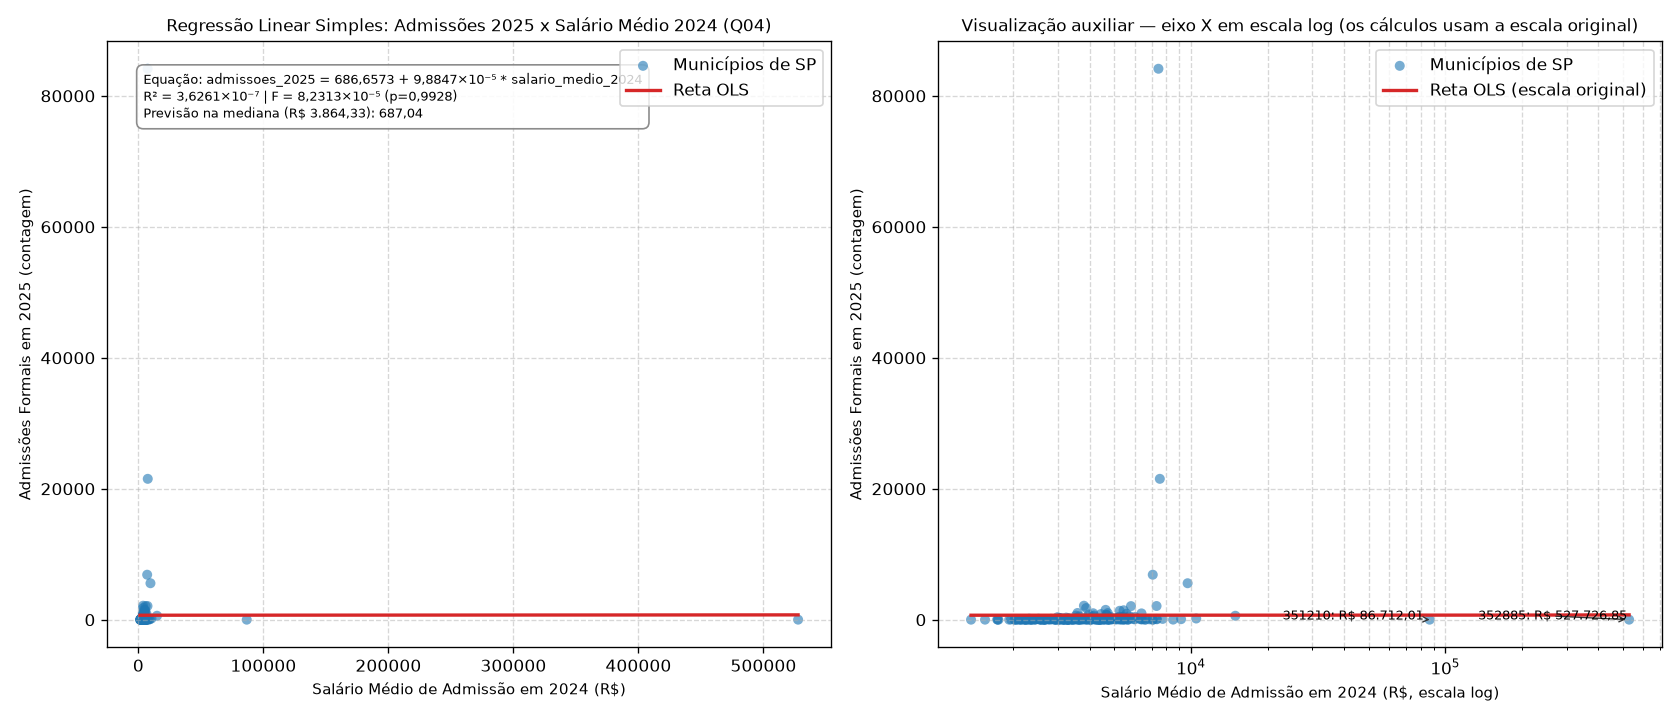 Regressão Linear Simples: Admissões 2025 x Salário Médio 2024 (Q04)
Equação: admissoes_2025 = 686,6573 + 9,8847×10⁻⁵ * salario_medio_2024
R² = 3,6261×10⁻⁷ | F = 8,2313×10⁻⁵ (p=0,9928)
Previsão na mediana (R$ 3.864,33): 687,04
Municípios de SP
Reta OLS
Admissões Formais em 2025 (contagem)
80000
60000
40000
20000
0
0
100000
200000
300000
400000
500000
Salário Médio de Admissão em 2024 (R$)
Visualização auxiliar — eixo X em escala log (os cálculos usam a escala original)
Municípios de SP
Reta OLS (escala original)
Admissões Formais em 2025 (contagem)
80000
60000
40000
20000
0
351210: R$ 86.712,01
352885: R$ 527.726,85
10⁴
10⁵
Salário Médio de Admissão em 2024 (R$, escala log)